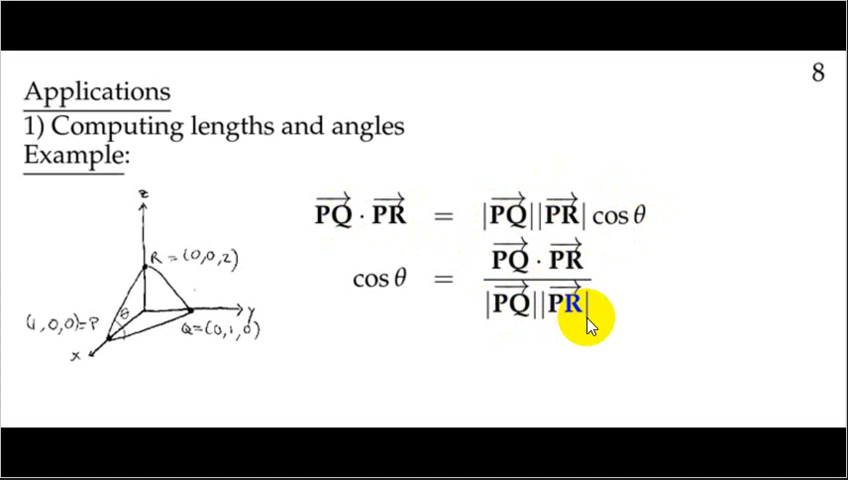 8
Applications
1) Computing lengths and angles
Example:
z
R = (0,0,2)
(1,0,0)=P
θ
y
Q=(0,1,0)
x
PQ · PR = |PQ||PR| cos θ
cos θ = PQ · PR / |PQ||PR|